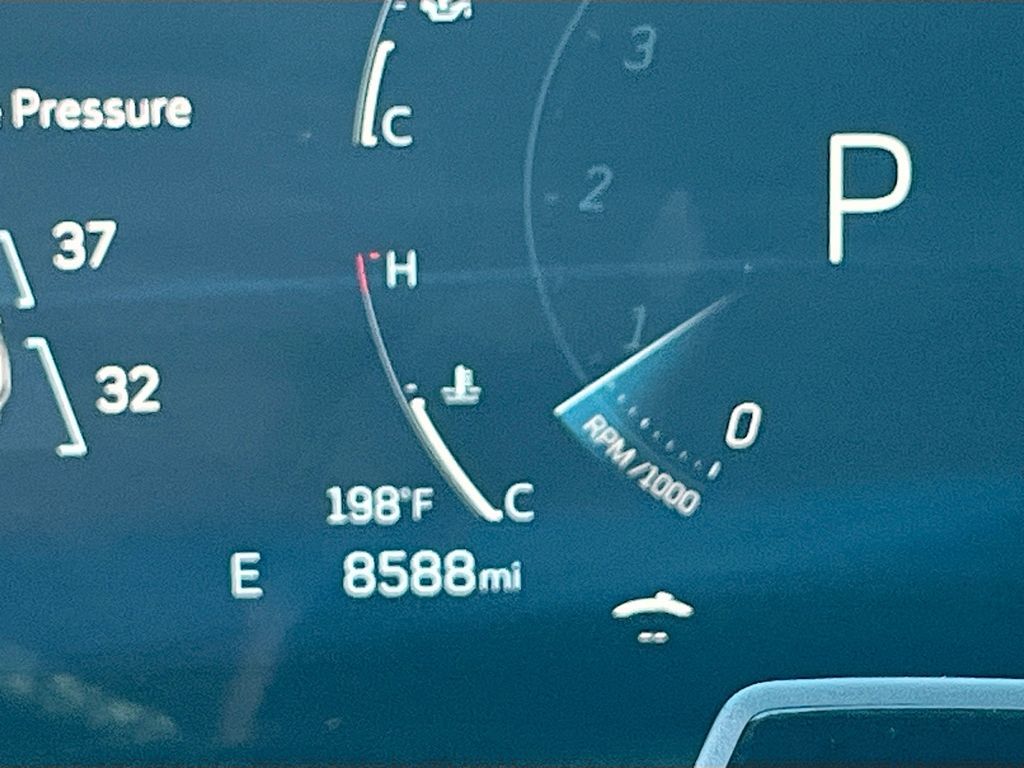 Pressure
C
3
P
2
37
H
1
32
0
RPM/1000
198°F
C
E
8588mi